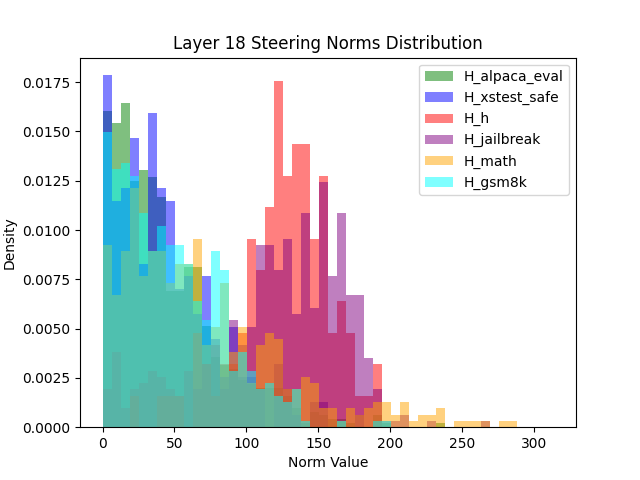 Layer 18 Steering Norms Distribution
H_alpaca_eval
H_xstest_safe
H_h
H_jailbreak
H_math
H_gsm8k
Density
0.0175
0.0150
0.0125
0.0100
0.0075
0.0050
0.0025
0.0000
0 50 100 150 200 250 300
Norm Value